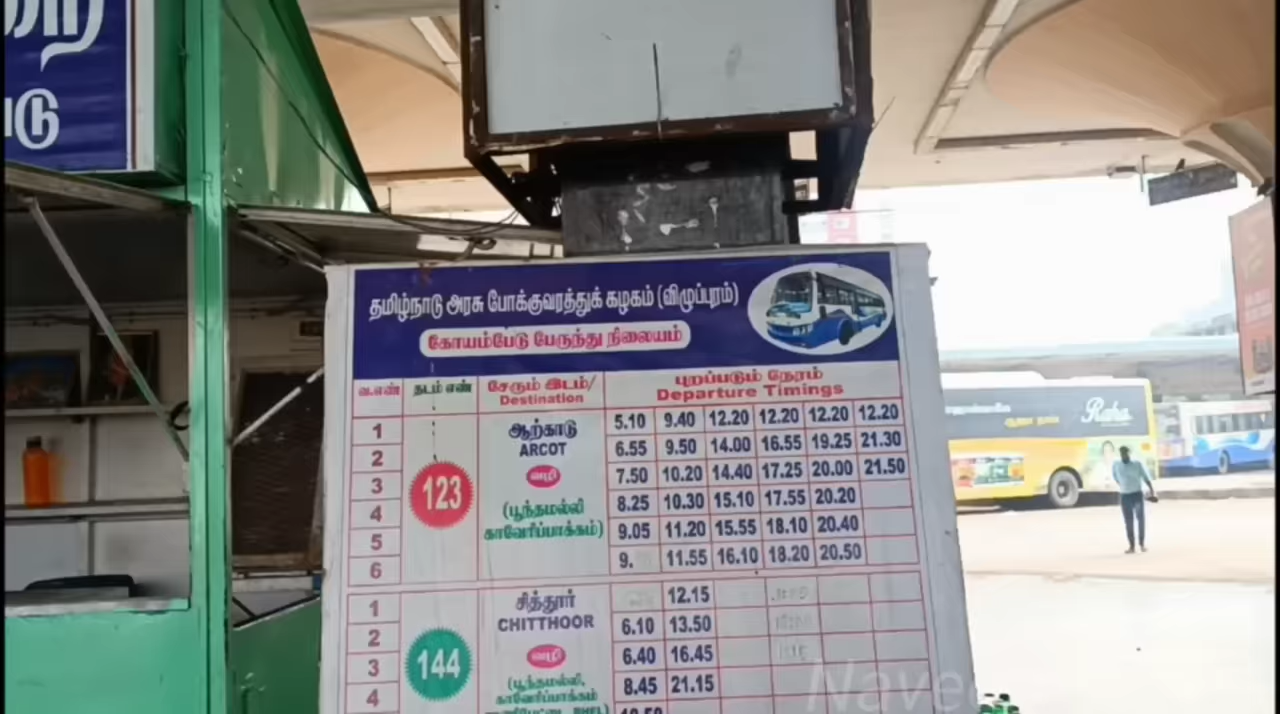 தமிழ்நாடு அரசு போக்குவரத்துக் கழகம் (விழுப்புரம்)
கோயம்பேடு பேருந்து நிலையம்
வ.எண் தடம் எண் சேரும் இடம்/ Destination புறப்படும் நேரம் Departure Timings
1 5.10 9.40 12.20 12.20 12.20 12.20
2 6.55 9.50 14.00 16.55 19.25 21.30
3 7.50 10.20 14.40 17.25 20.00 21.50
4 8.25 10.30 15.10 17.55 20.20
5 9.05 11.20 15.55 18.10 20.40
6 9. 11.55 16.10 18.20 20.50
123
ஆற்காடு
ARCOT
வழி
(பூந்தமல்லி
காவேரிப்பாக்கம்)
1 12.15
2 6.10 13.50
3 6.40 16.45
4 8.45 21.15
144
சித்தூர்
CHITTHOOR
வழி
(பூந்தமல்லி,
காவேரிப்பாக்கம்
Raha
Nave